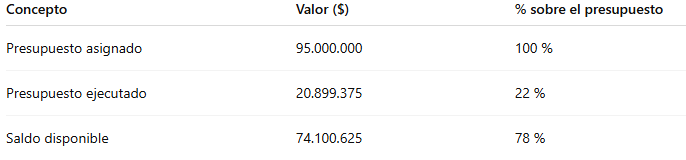 Concepto Valor ($) % sobre el presupuesto
Presupuesto asignado 95.000.000 100 %
Presupuesto ejecutado 20.899.375 22 %
Saldo disponible 74.100.625 78 %